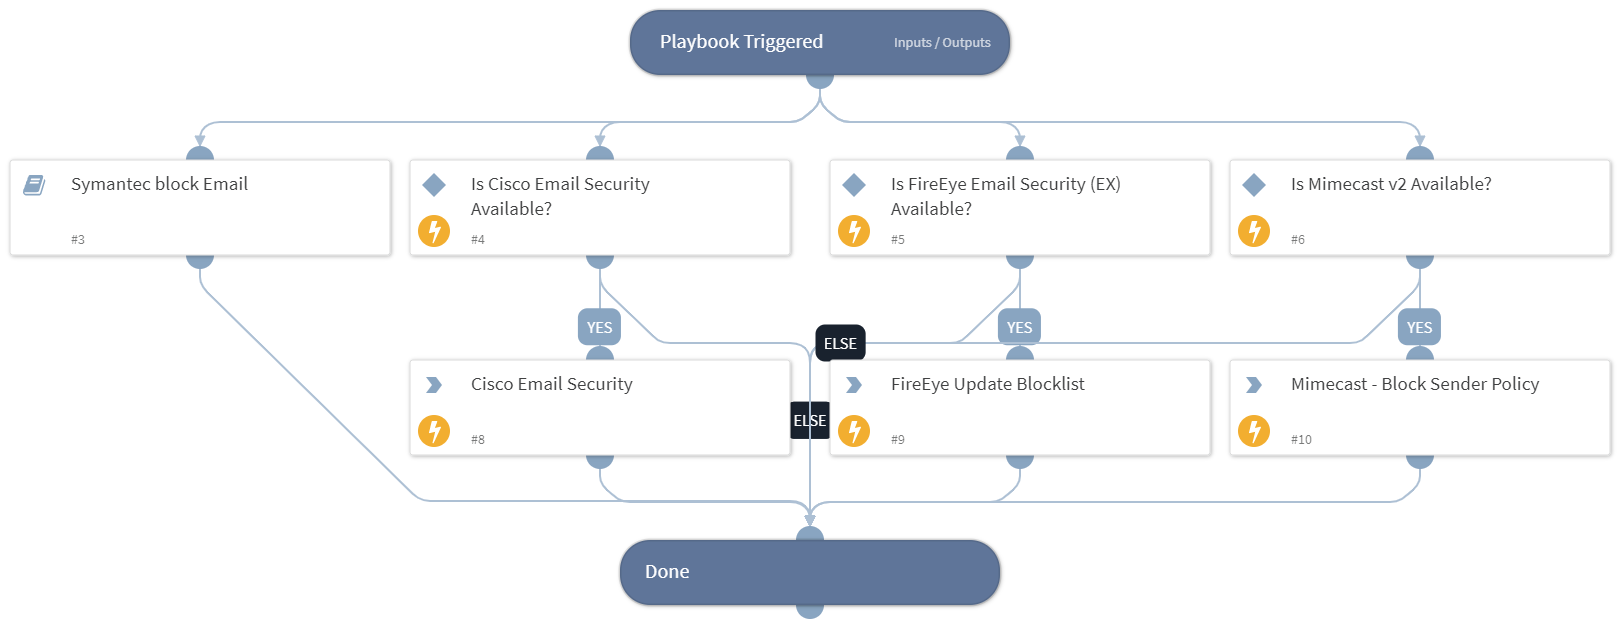 Playbook Triggered
Inputs / Outputs
Symantec block Email
#3
Is Cisco Email Security
Available?
#4
Is FireEye Email Security (EX)
Available?
#5
Is Mimecast v2 Available?
#6
YES
ELSE
YES
YES
Cisco Email Security
#8
ELSE
FireEye Update Blocklist
#9
Mimecast - Block Sender Policy
#10
Done